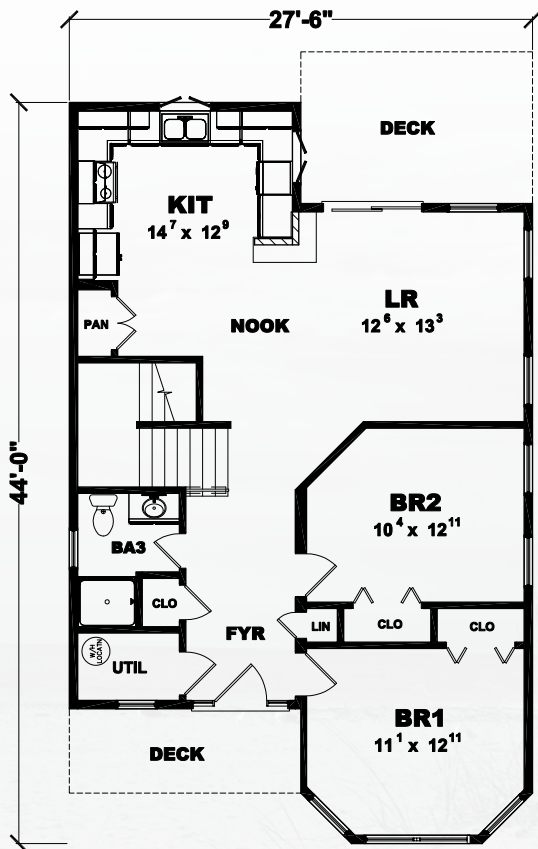 27'-6"
DECK
KIT
14⁷ x 12⁹
LR
12⁶ x 13³
PAN
NOOK
44'-0"
BR2
10⁴ x 12¹¹
BA3
CLO
FYR
LIN
CLO
CLO
W/H
LOCATN
UTIL
BR1
11¹ x 12¹¹
DECK